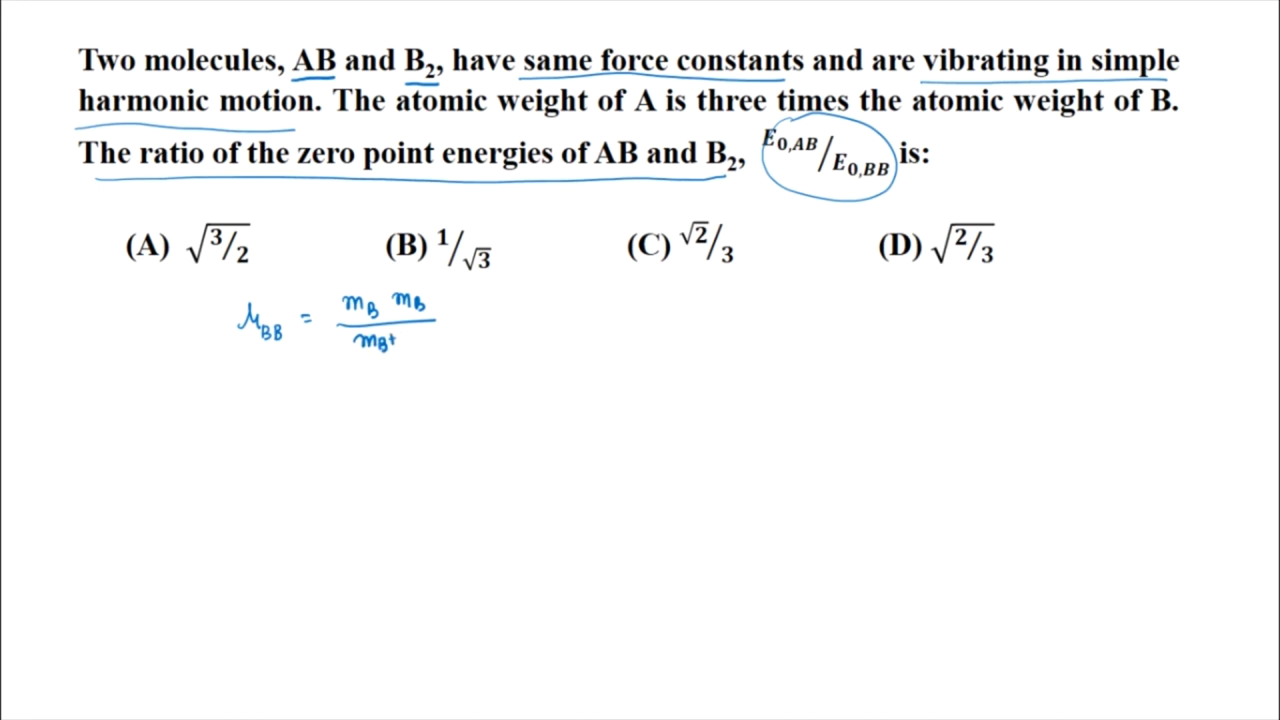 Two molecules, AB and B₂, have same force constants and are vibrating in simple
harmonic motion. The atomic weight of A is three times the atomic weight of B.
The ratio of the zero point energies of AB and B₂, E₀,AB/E₀,BB is:
(A) √3/2 (B) 1/√3 (C) √2/3 (D) √2/3
μBB = mB mB
mB+